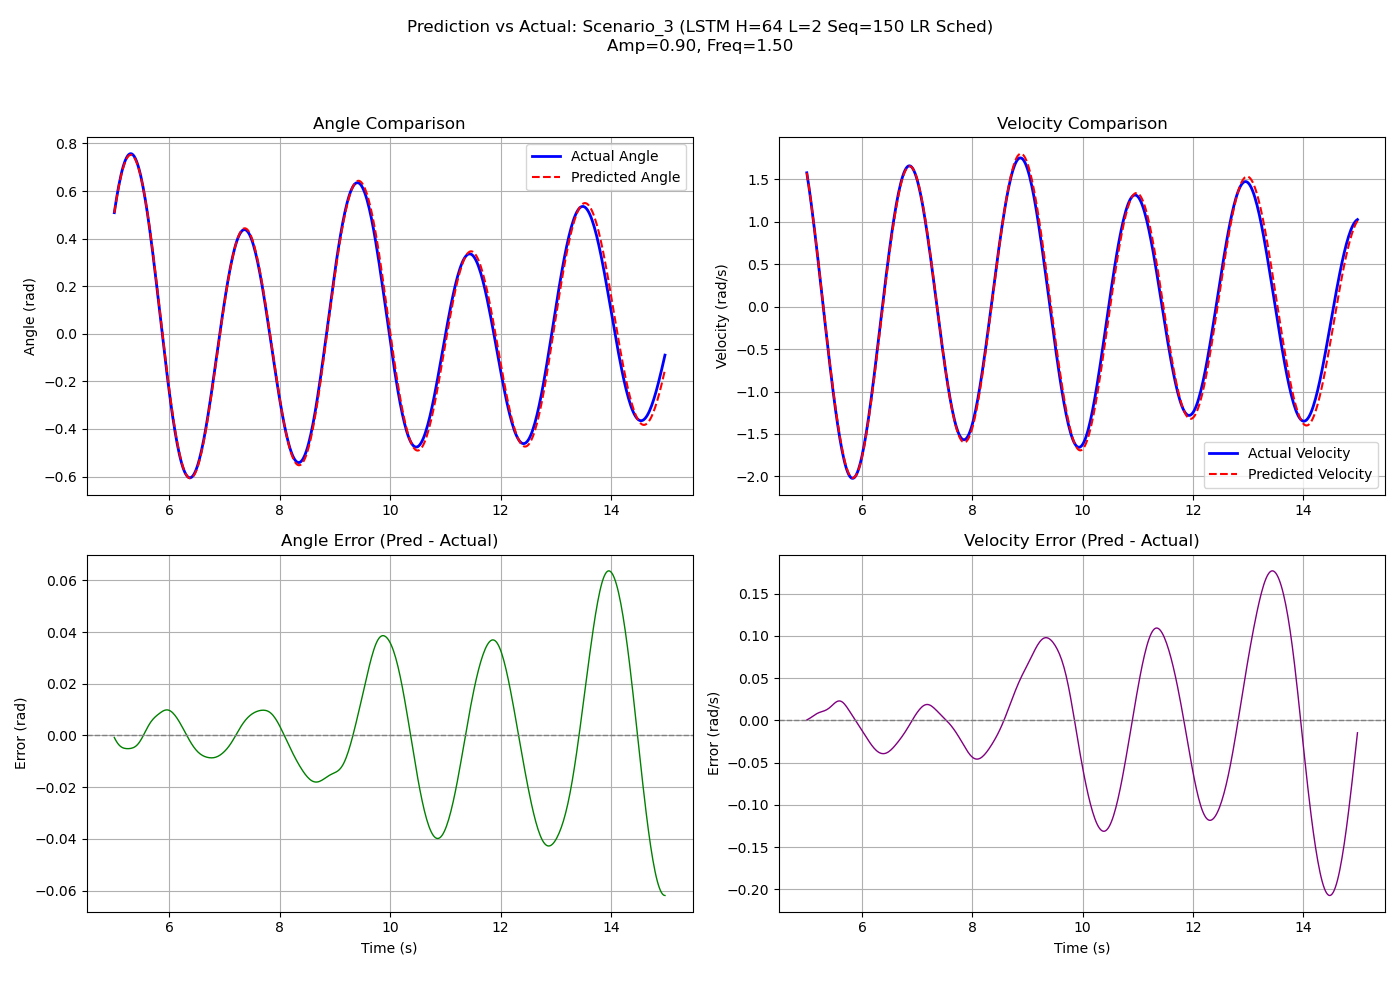 Prediction vs Actual: Scenario_3 (LSTM H=64 L=2 Seq=150 LR Sched)
Amp=0.90, Freq=1.50
Angle Comparison
Angle (rad)
0.8
0.6
0.4
0.2
0.0
−0.2
−0.4
−0.6
6 8 10 12 14
Actual Angle
Predicted Angle
Velocity Comparison
Velocity (rad/s)
1.5
1.0
0.5
0.0
−0.5
−1.0
−1.5
−2.0
6 8 10 12 14
Actual Velocity
Predicted Velocity
Angle Error (Pred - Actual)
Error (rad)
0.06
0.04
0.02
0.00
−0.02
−0.04
−0.06
6 8 10 12 14
Time (s)
Velocity Error (Pred - Actual)
Error (rad/s)
0.15
0.10
0.05
0.00
−0.05
−0.10
−0.15
−0.20
6 8 10 12 14
Time (s)